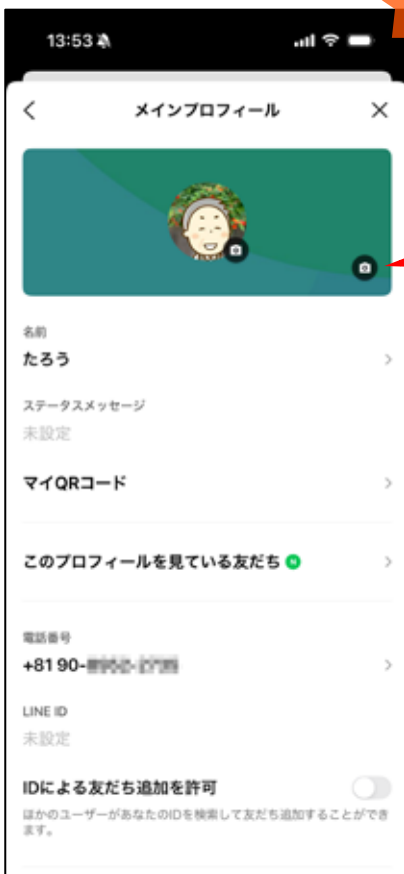 13:53
メインプロフィール
名前
たろう
ステータスメッセージ
未設定
マイQRコード
このプロフィールを見ている友だち N
電話番号
+81 90-
LINE ID
未設定
IDによる友だち追加を許可
ほかのユーザーがあなたのIDを検索して友だち追加することができ
ます。